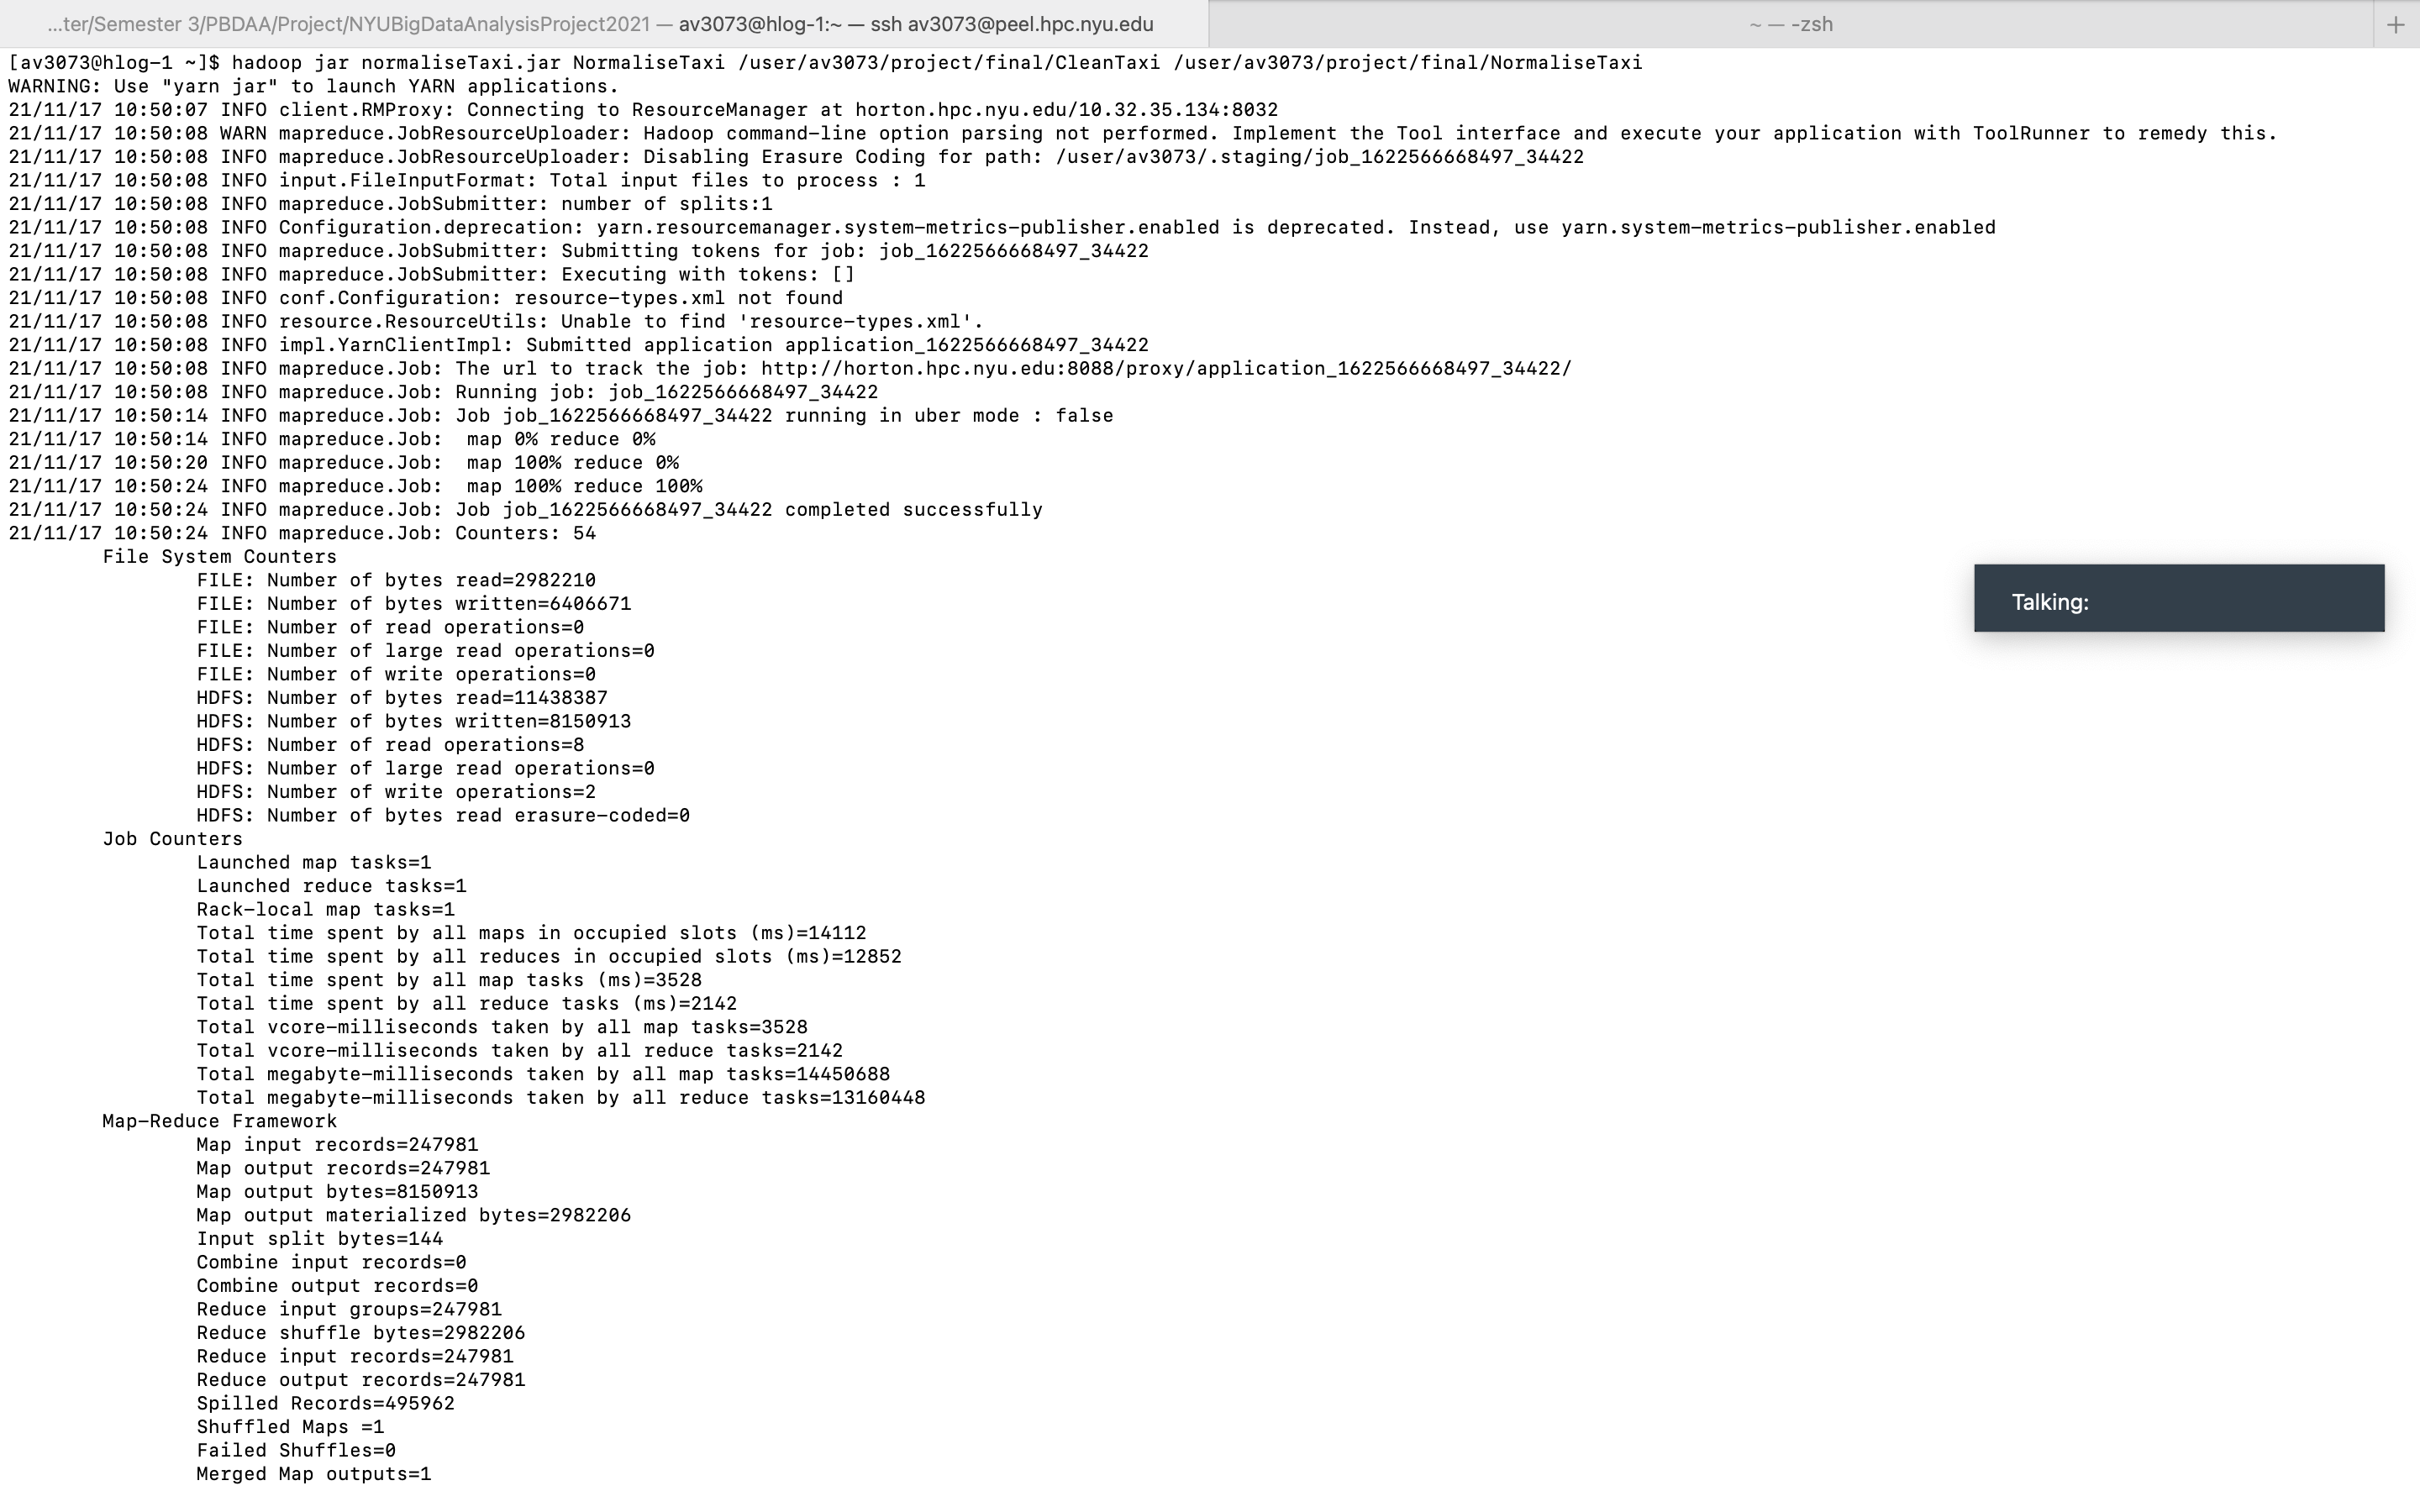 ...ter/Semester 3/PBDAA/Project/NYUBigDataAnalysisProject2021 — av3073@hlog-1:~ — ssh av3073@peel.hpc.nyu.edu
~ — -zsh
+
[av3073@hlog-1 ~]$ hadoop jar normaliseTaxi.jar NormaliseTaxi /user/av3073/project/final/CleanTaxi /user/av3073/project/final/NormaliseTaxi
WARNING: Use "yarn jar" to launch YARN applications.
21/11/17 10:50:07 INFO client.RMProxy: Connecting to ResourceManager at horton.hpc.nyu.edu/10.32.35.134:8032
21/11/17 10:50:08 WARN mapreduce.JobResourceUploader: Hadoop command-line option parsing not performed. Implement the Tool interface and execute your application with ToolRunner to remedy this.
21/11/17 10:50:08 INFO mapreduce.JobResourceUploader: Disabling Erasure Coding for path: /user/av3073/.staging/job_1622566668497_34422
21/11/17 10:50:08 INFO input.FileInputFormat: Total input files to process : 1
21/11/17 10:50:08 INFO mapreduce.JobSubmitter: number of splits:1
21/11/17 10:50:08 INFO Configuration.deprecation: yarn.resourcemanager.system-metrics-publisher.enabled is deprecated. Instead, use yarn.system-metrics-publisher.enabled
21/11/17 10:50:08 INFO mapreduce.JobSubmitter: Submitting tokens for job: job_1622566668497_34422
21/11/17 10:50:08 INFO mapreduce.JobSubmitter: Executing with tokens: []
21/11/17 10:50:08 INFO conf.Configuration: resource-types.xml not found
21/11/17 10:50:08 INFO resource.ResourceUtils: Unable to find 'resource-types.xml'.
21/11/17 10:50:08 INFO impl.YarnClientImpl: Submitted application application_1622566668497_34422
21/11/17 10:50:08 INFO mapreduce.Job: The url to track the job: http://horton.hpc.nyu.edu:8088/proxy/application_1622566668497_34422/
21/11/17 10:50:08 INFO mapreduce.Job: Running job: job_1622566668497_34422
21/11/17 10:50:14 INFO mapreduce.Job: Job job_1622566668497_34422 running in uber mode : false
21/11/17 10:50:14 INFO mapreduce.Job:  map 0% reduce 0%
21/11/17 10:50:20 INFO mapreduce.Job:  map 100% reduce 0%
21/11/17 10:50:24 INFO mapreduce.Job:  map 100% reduce 100%
21/11/17 10:50:24 INFO mapreduce.Job: Job job_1622566668497_34422 completed successfully
21/11/17 10:50:24 INFO mapreduce.Job: Counters: 54
File System Counters
FILE: Number of bytes read=2982210
FILE: Number of bytes written=6406671
Talking:
FILE: Number of read operations=0
FILE: Number of large read operations=0
FILE: Number of write operations=0
HDFS: Number of bytes read=11438387
HDFS: Number of bytes written=8150913
HDFS: Number of read operations=8
HDFS: Number of large read operations=0
HDFS: Number of write operations=2
HDFS: Number of bytes read erasure-coded=0
Job Counters
Launched map tasks=1
Launched reduce tasks=1
Rack-local map tasks=1
Total time spent by all maps in occupied slots (ms)=14112
Total time spent by all reduces in occupied slots (ms)=12852
Total time spent by all map tasks (ms)=3528
Total time spent by all reduce tasks (ms)=2142
Total vcore-milliseconds taken by all map tasks=3528
Total vcore-milliseconds taken by all reduce tasks=2142
Total megabyte-milliseconds taken by all map tasks=14450688
Total megabyte-milliseconds taken by all reduce tasks=13160448
Map-Reduce Framework
Map input records=247981
Map output records=247981
Map output bytes=8150913
Map output materialized bytes=2982206
Input split bytes=144
Combine input records=0
Combine output records=0
Reduce input groups=247981
Reduce shuffle bytes=2982206
Reduce input records=247981
Reduce output records=247981
Spilled Records=495962
Shuffled Maps =1
Failed Shuffles=0
Merged Map outputs=1